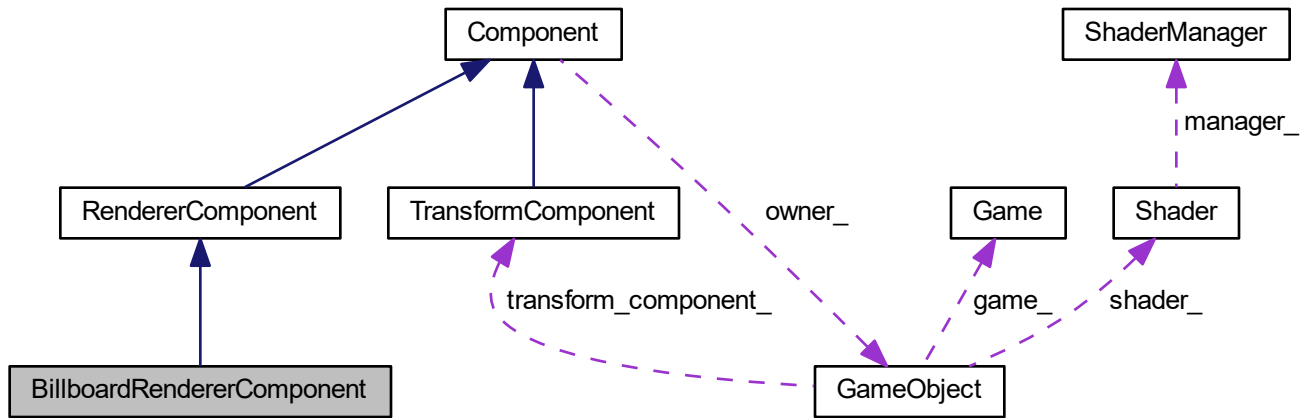 Component
ShaderManager
manager_
RendererComponent
TransformComponent
owner_
Game
Shader
transform_component_
game_
shader_
BillboardRendererComponent
GameObject